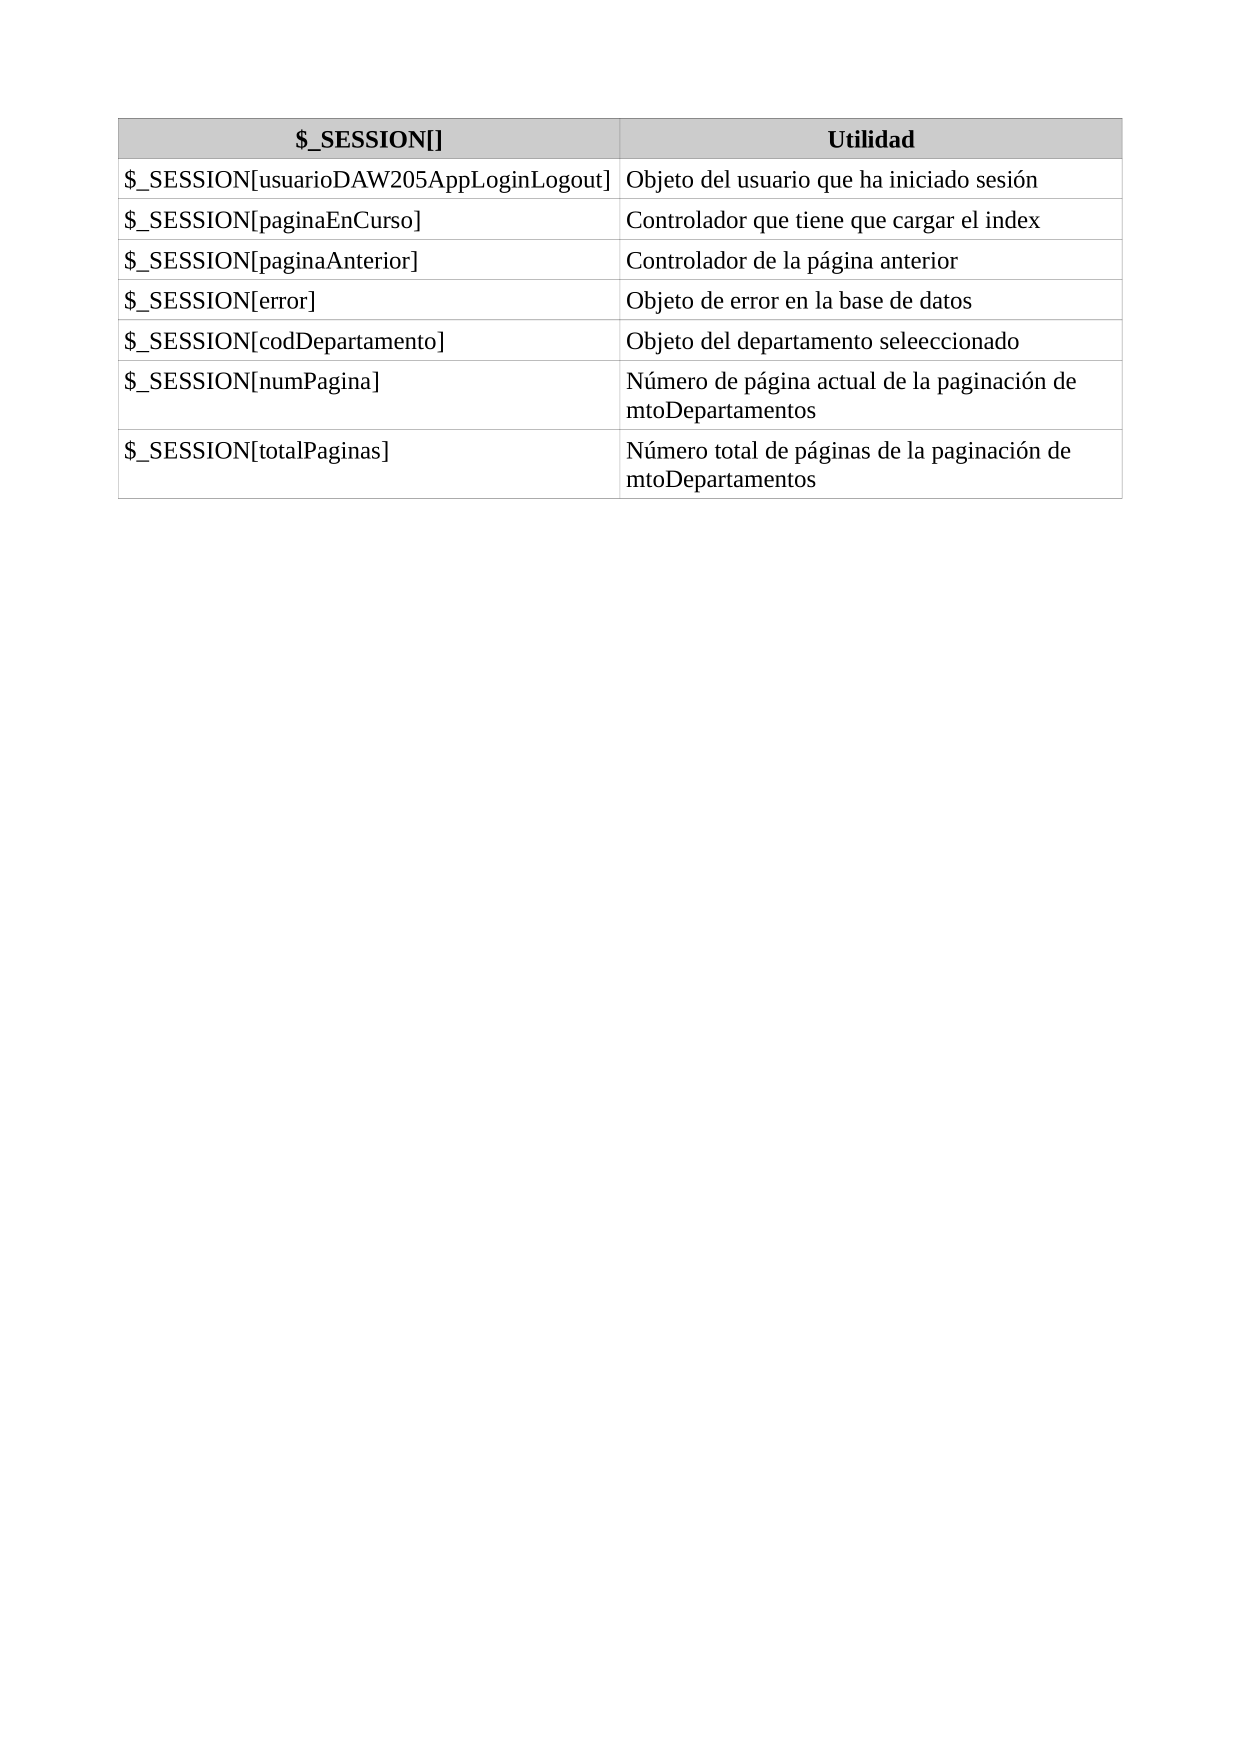 $_SESSION[] Utilidad
$_SESSION[usuarioDAW205AppLoginLogout] Objeto del usuario que ha iniciado sesión
$_SESSION[paginaEnCurso] Controlador que tiene que cargar el index
$_SESSION[paginaAnterior] Controlador de la página anterior
$_SESSION[error] Objeto de error en la base de datos
$_SESSION[codDepartamento] Objeto del departamento seleeccionado
$_SESSION[numPagina] Número de página actual de la paginación de
mtoDepartamentos
$_SESSION[totalPaginas] Número total de páginas de la paginación de
mtoDepartamentos